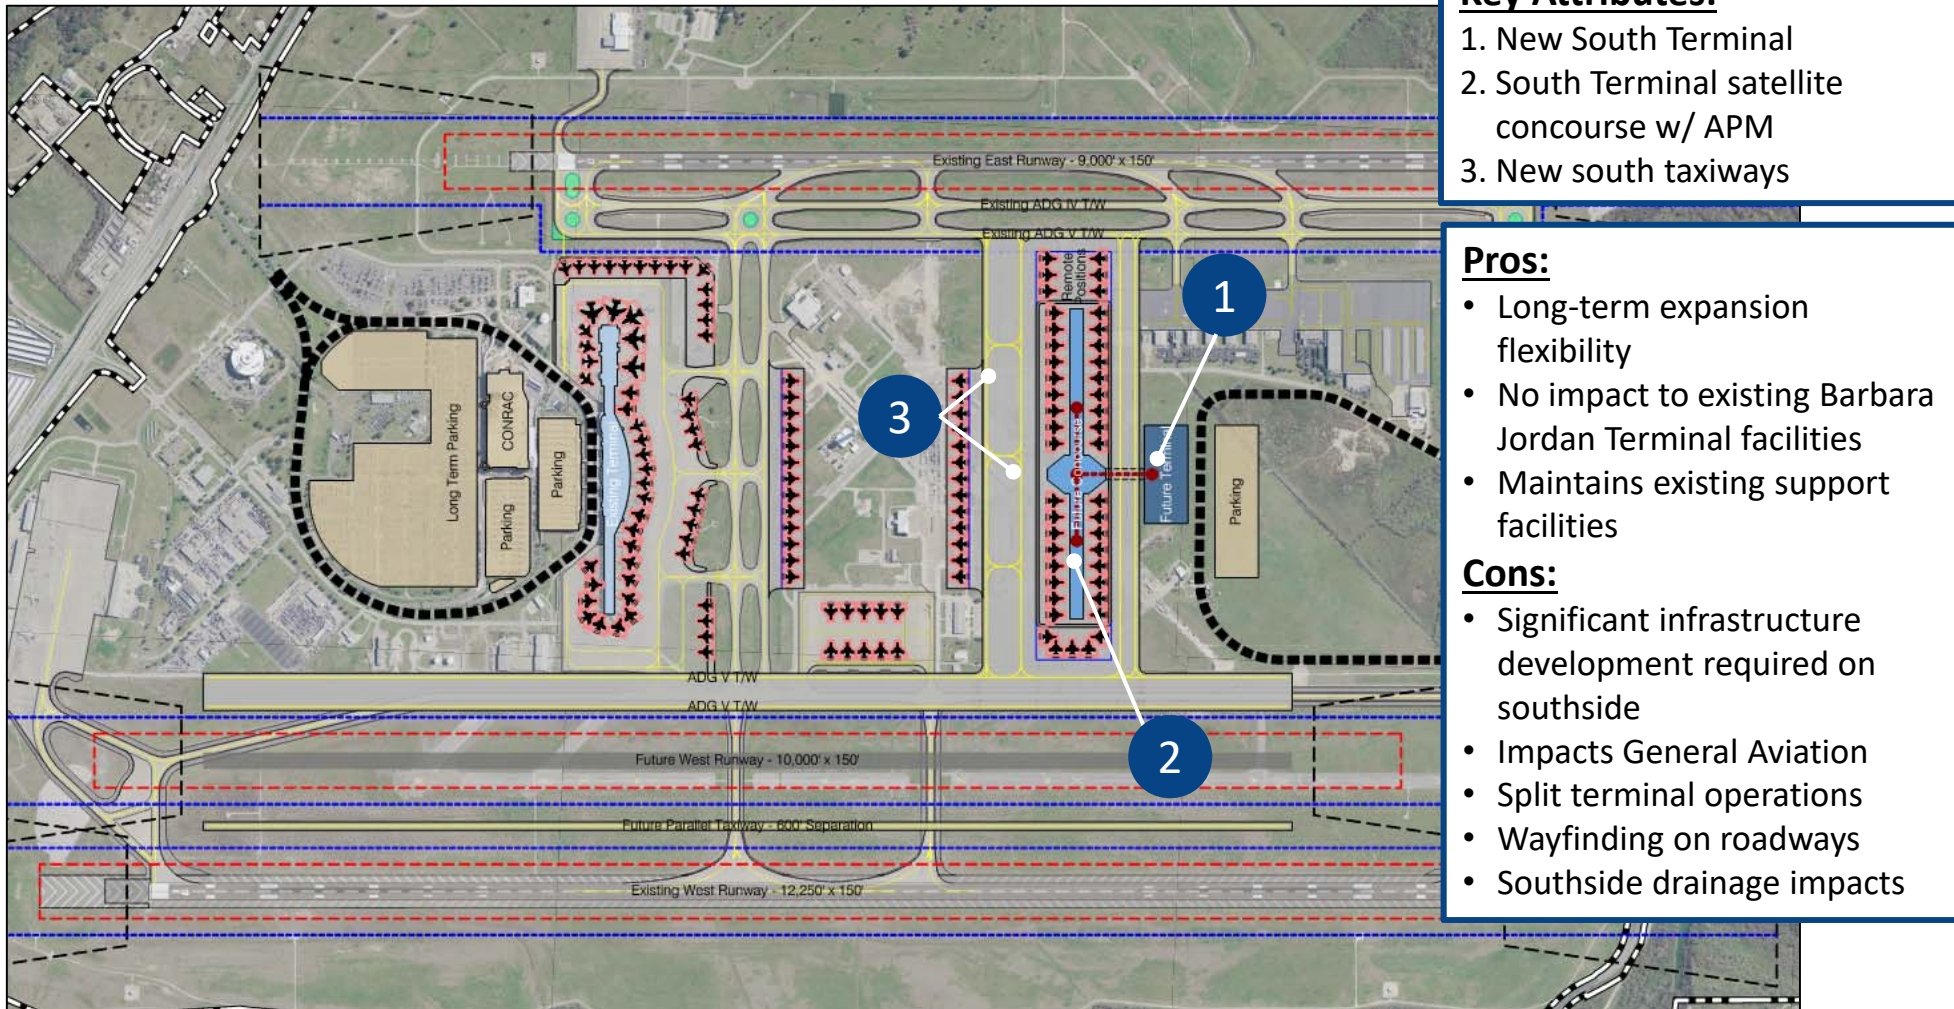 Key Attributes:
1. New South Terminal
2. South Terminal satellite
concourse w/ APM
3. New south taxiways
Pros:
• Long-term expansion
flexibility
• No impact to existing Barbara
Jordan Terminal facilities
• Maintains existing support
facilities
Cons:
• Significant infrastructure
development required on
southside
• Impacts General Aviation
• Split terminal operations
• Wayfinding on roadways
• Southside drainage impacts
Existing East Runway - 9,000' x 150'
Existing ADG IV T/W
Existing ADG V T/W
Remote
Positions
1
3
Long Term Parking
CONRAC
Parking
Parking
Existing Terminal
Future Concourse
Future Terminal
Parking
ADG V T/W
ADG V T/W
2
Future West Runway - 10,000' x 150'
Future Parallel Taxiway - 600' Separation
Existing West Runway - 12,250' x 150'